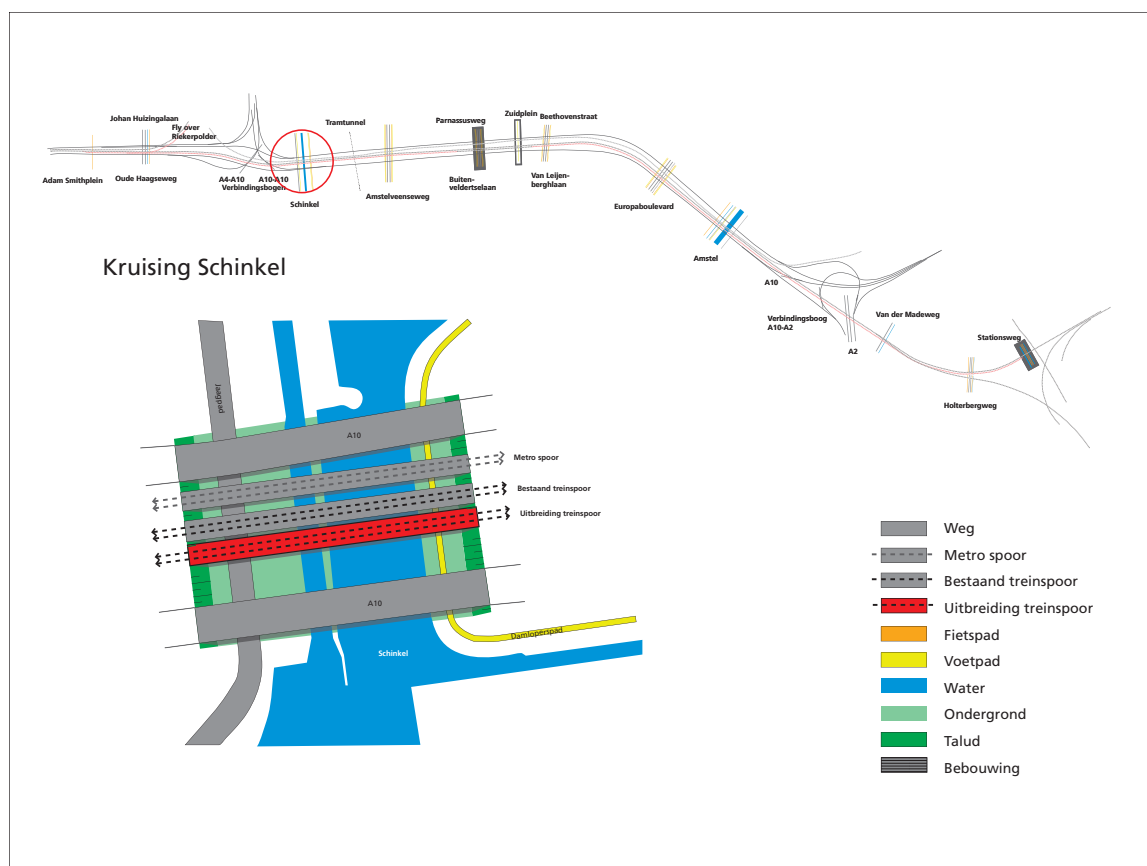 Johan Huizingalaan
Fly over
Riekerpolder
Tramtunnel
Parnassusweg
Zuidplein
Beethovenstraat
Adam Smithplein
Oude Haagseweg
A4-A10
A10-A10
Verbindingsbogen
Schinkel
Amstelveenseweg
Buiten-
veldertselaan
Van Leijen-
berghlaan
Europaboulevard
Amstel
A10
Verbindingsboog
A10-A2
A2
Van der Madeweg
Stationsweg
Holterbergweg
Kruising Schinkel
Jaagpad
A10
Metro spoor
Bestaand treinspoor
Uitbreiding treinspoor
A10
Damloperspad
Schinkel
Weg
Metro spoor
Bestaand treinspoor
Uitbreiding treinspoor
Fietspad
Voetpad
Water
Ondergrond
Talud
Bebouwing